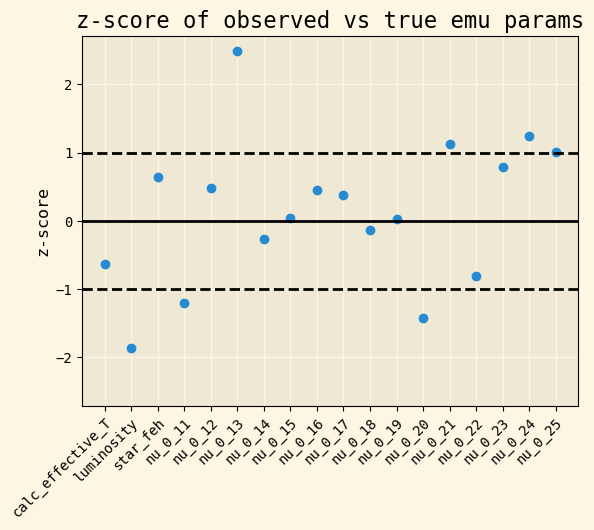 z-score of observed vs true emu params
z-score
2
1
0
−1
−2
calc_effective_T
luminosity
star_feh
nu_0_11
nu_0_12
nu_0_13
nu_0_14
nu_0_15
nu_0_16
nu_0_17
nu_0_18
nu_0_19
nu_0_20
nu_0_21
nu_0_22
nu_0_23
nu_0_24
nu_0_25